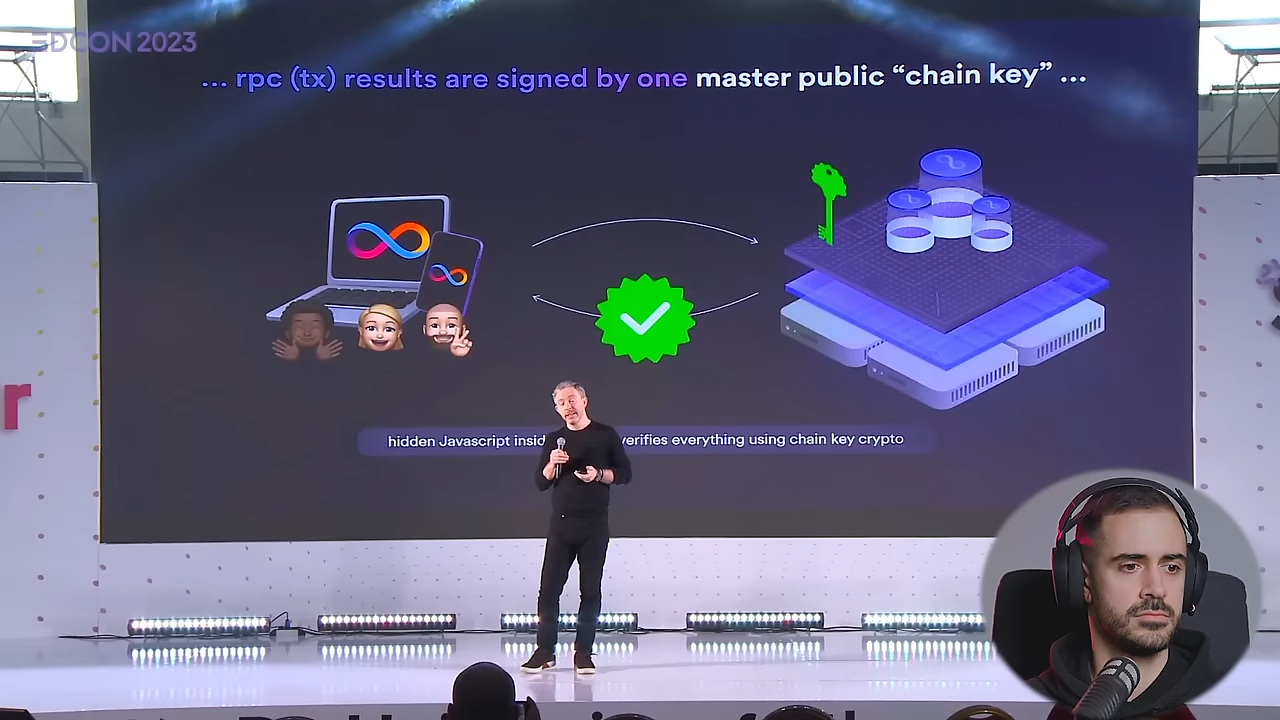 EDCON 2023
... rpc (tx) results are signed by one master public “chain key” ...
hidden Javascript verifies everything using chain key crypto
r